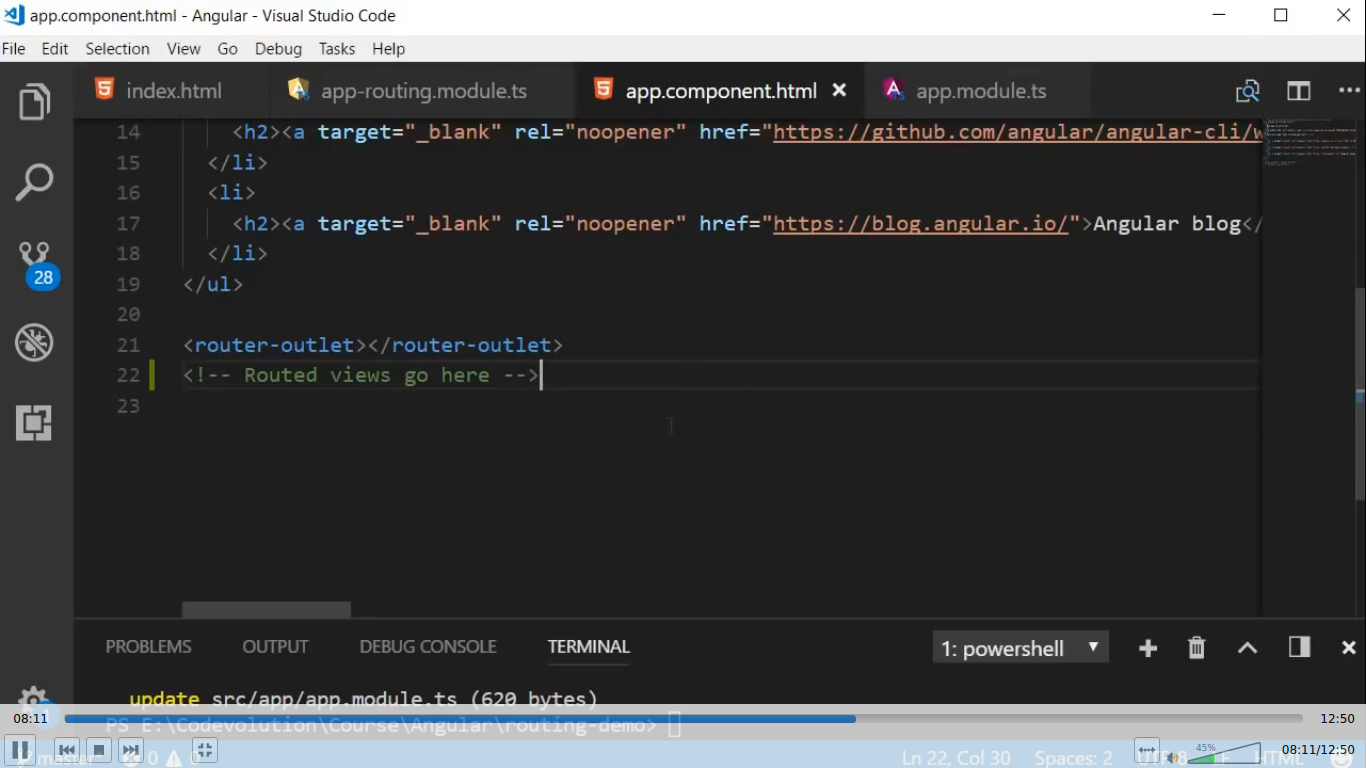 app.component.html - Angular - Visual Studio Code
File Edit Selection View Go Debug Tasks Help
index.html app-routing.module.ts app.component.html app.module.ts
14 <h2><a target="_blank" rel="noopener" href="https://github.com/angular/angular-cli/w
15 </li>
16 <li>
17 <h2><a target="_blank" rel="noopener" href="https://blog.angular.io/">Angular blog</
18 </li>
19 </ul>
20
21 <router-outlet></router-outlet>
22 <!-- Routed views go here -->
23
28
PROBLEMS OUTPUT DEBUG CONSOLE TERMINAL 1: powershell
update src/app/app.module.ts (620 bytes)
08:11 12:50
PS E:\Codevolution\Course\Angular\routing-demo>
45% 08:11/12:50
master 0 0 Ln 22, Col 30 Spaces: 2 UTF-8 HTML